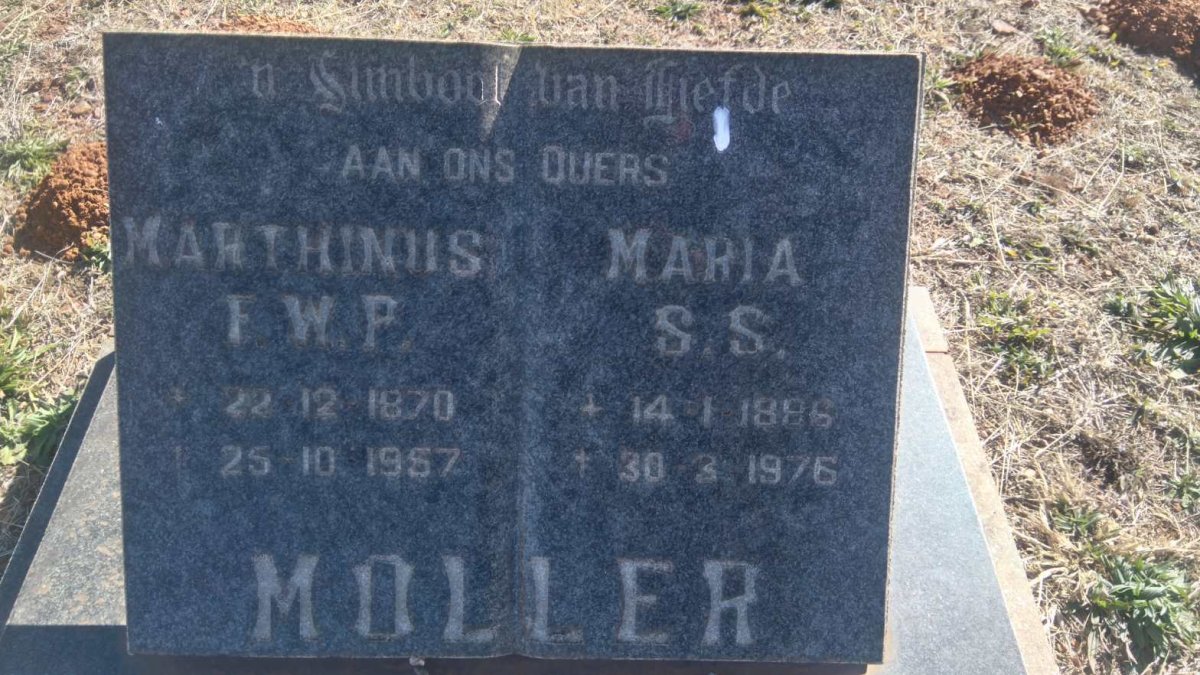 'n Simbool van Liefde
AAN ONS OUERS
MARTHINUS MARIA
F.W.P. S.S.
* 22-12-1870 * 14-1-1886
† 25-10 † 30-3-1976
MOLLER